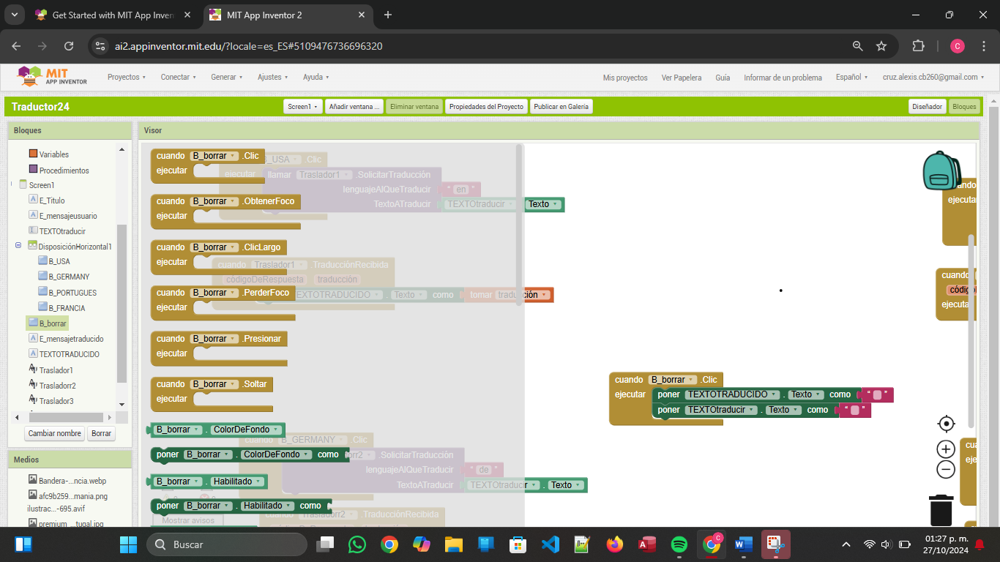 Get Started with MIT App Inven
MIT App Inventor 2
ai2.appinventor.mit.edu/?locale=es_ES#5109476736696320
C
MIT
APP INVENTOR
Proyectos
Conectar
Generar
Ajustes
Ayuda
Mis proyectos
Ver Papelera
Guía
Informar de un problema
Español
cruz.alexis.cb260@gmail.com
Traductor24
Screen1
Añadir ventana ...
Eliminar ventana
Propiedades del Proyecto
Publicar en Galería
Diseñador
Bloques
Bloques
Variables
Procedimientos
Screen1
E_Titulo
E_mensajeusuario
TEXTOtraducir
DisposiciónHorizontal1
B_USA
B_GERMANY
B_PORTUGUES
B_FRANCIA
B_borrar
E_mensajetraducido
TEXTOTRADUCIDO
Traslador1
Trasladorr2
Traslador3
Cambiar nombre
Borrar
Medios
Bandera-...ncia.webp
afc9b259...mania.png
ilustrac...-695.avif
premium_...tugal.jpg
Visor
cuando B_borrar .Clic
ejecutar
cuando B_borrar .ObtenerFoco
ejecutar
cuando B_borrar .ClicLargo
ejecutar
cuando B_borrar .PerderFoco
ejecutar
cuando B_borrar .Presionar
ejecutar
cuando B_borrar .Soltar
ejecutar
B_borrar . ColorDeFondo
poner B_borrar . ColorDeFondo como
B_borrar . Habilitado
poner B_borrar . Habilitado como
_USA .Clic
ejecutar llamar Traslador1 .SolicitarTraducción
lenguajeAlQueTraducir " en "
TextoATraducir TEXTOtraducir . Texto
cuando Traslador1 .TraducciónRecibida
códigoDeRespuesta traducción
EXTOTRADUCIDO . Texto como tomar traducción
cuando B_GERMANY .Clic
orr2 .SolicitarTraducción
lenguajeAlQueTraducir " de "
TextoATraducir TEXTOtraducir . Texto
Mostrar avisos
cuando Trasladorr2 .TraducciónRecibida
cuando B_borrar .Clic
ejecutar poner TEXTOTRADUCIDO . Texto como " "
poner TEXTOtraducir . Texto como " "
ando
ejecuta
cuando
código
ejecuta
cua
eje
Buscar
C
01:27 p. m.
27/10/2024